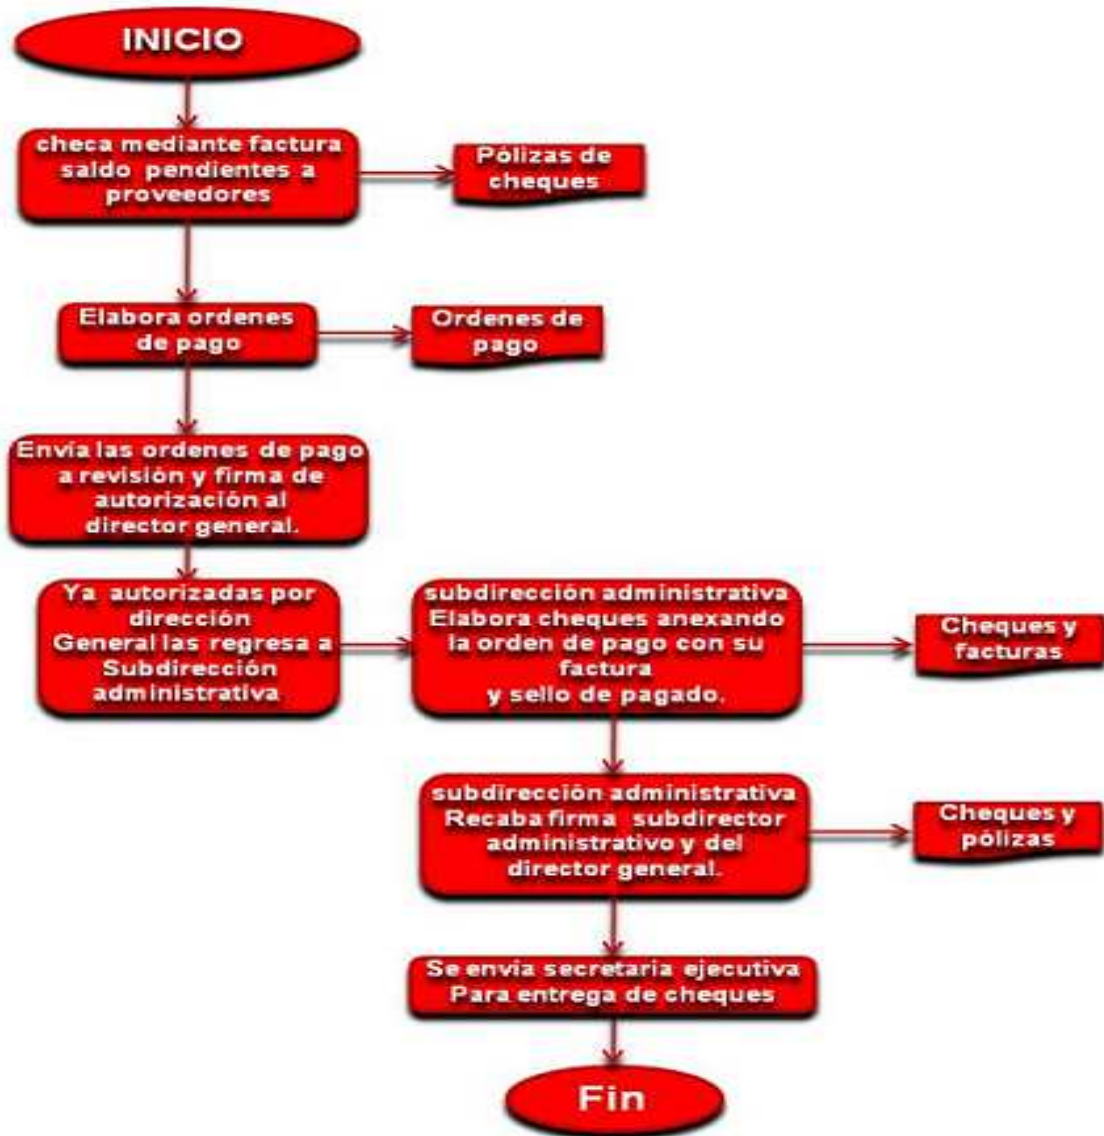 INICIO
checa mediante factura
saldo pendientes a
proveedores
Pólizas de
cheques
Elabora ordenes
de pago
Ordenes de
pago
Envía las ordenes de pago
a revisión y firma de
autorización al
director general.
Ya autorizadas por
dirección
General las regresa a
Subdirección
administrativa
subdirección administrativa
Elabora cheques anexando
la orden de pago con su
factura
y sello de pagado.
Cheques y
facturas
subdirección administrativa
Recaba firma subdirector
administrativo y del
director general.
Cheques y
pólizas
Se envía secretaria ejecutiva
Para entrega de cheques
Fin